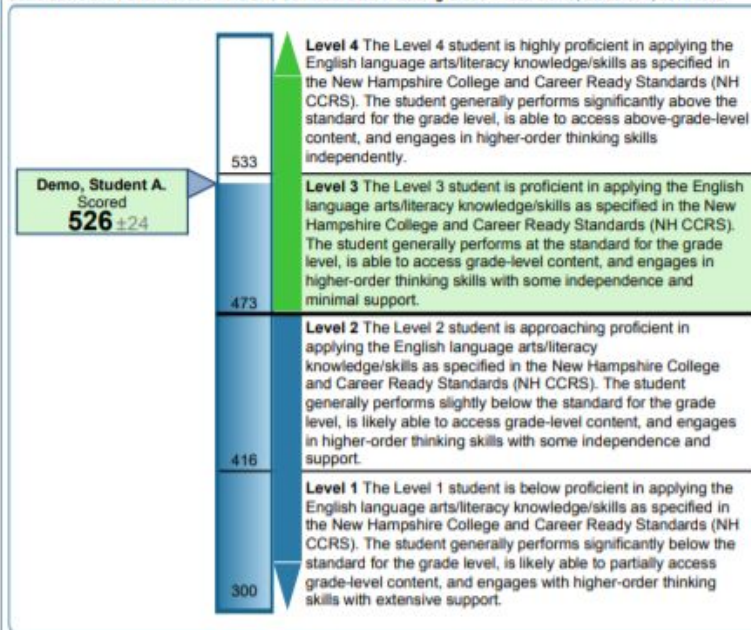 Level 4 The Level 4 student is highly proficient in applying the
English language arts/literacy knowledge/skills as specified in
the New Hampshire College and Career Ready Standards (NH
CCRS). The student generally performs significantly above the
standard for the grade level, is able to access above-grade-level
content, and engages in higher-order thinking skills
independently.
533
Demo, Student A.
Scored
526 ±24
Level 3 The Level 3 student is proficient in applying the English
language arts/literacy knowledge/skills as specified in the New
Hampshire College and Career Ready Standards (NH CCRS).
The student generally performs at the standard for the grade
level, is able to access grade-level content, and engages in
higher-order thinking skills with some independence and
minimal support.
473
Level 2 The Level 2 student is approaching proficient in
applying the English language arts/literacy
knowledge/skills as specified in the New Hampshire College
and Career Ready Standards (NH CCRS). The student
generally performs slightly below the standard for the grade
level, is likely able to access grade-level content, and engages
in higher-order thinking skills with some independence and
support.
416
Level 1 The Level 1 student is below proficient in applying the
English language arts/literacy knowledge/skills as specified in
the New Hampshire College and Career Ready Standards (NH
CCRS). The student generally performs significantly below the
standard for the grade level, is likely able to partially access
grade-level content, and engages with higher-order thinking
skills with extensive support.
300